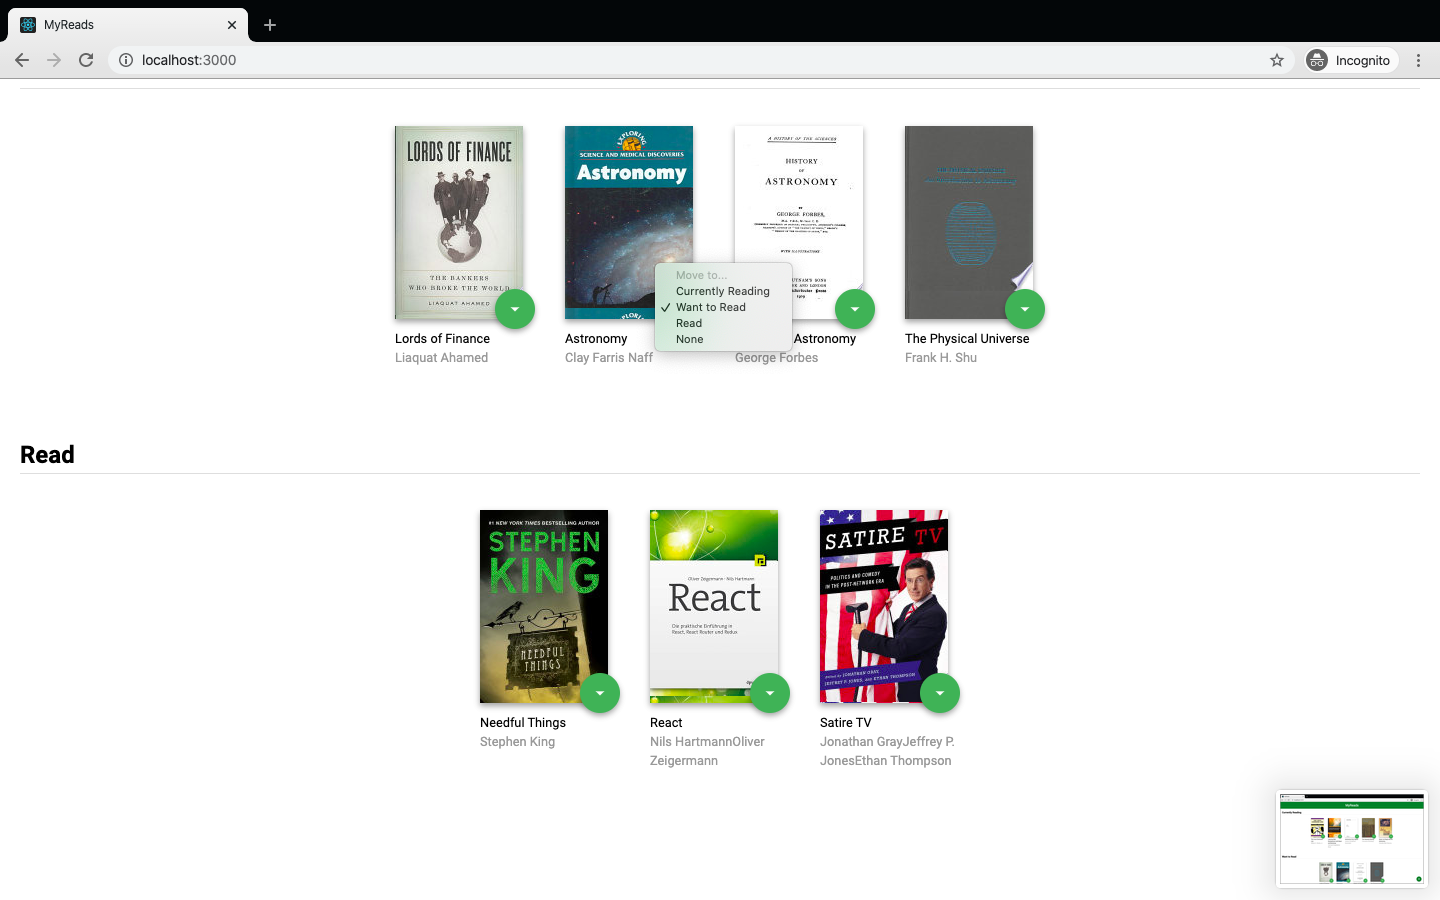 MyReads
localhost:3000
Incognito
LORDS OF FINANCE
THE BANKERS
WHO BROKE THE WORLD
LIAQUAT AHAMED
EXPLORING
SCIENCE AND MEDICAL DISCOVERIES
Astronomy
A HISTORY OF THE SCIENCES
HISTORY
OF
ASTRONOMY
BY
GEORGE FORBES,
WITH ILLUSTRATIONS
Move to...
Currently Reading
Want to Read
Read
None
Lords of Finance
Liaquat Ahamed
Astronomy
Clay Farris Naff
Astronomy
George Forbes
The Physical Universe
Frank H. Shu
Read
#1 NEW YORK TIMES BESTSELLING AUTHOR
STEPHEN
KING
NEEDFUL
THINGS
Oliver Zeigermann · Nils Hartmann
React
Die praktische Einführung in
React, React Router und Redux
SATIRE TV
POLITICS AND COMEDY
IN THE POST-NETWORK ERA
Edited by JONATHAN GRAY,
JEFFREY P. JONES, and ETHAN THOMPSON
Needful Things
Stephen King
React
Nils HartmannOliver
Zeigermann
Satire TV
Jonathan GrayJeffrey P.
JonesEthan Thompson
MyReads
Currently Reading
Want to Read